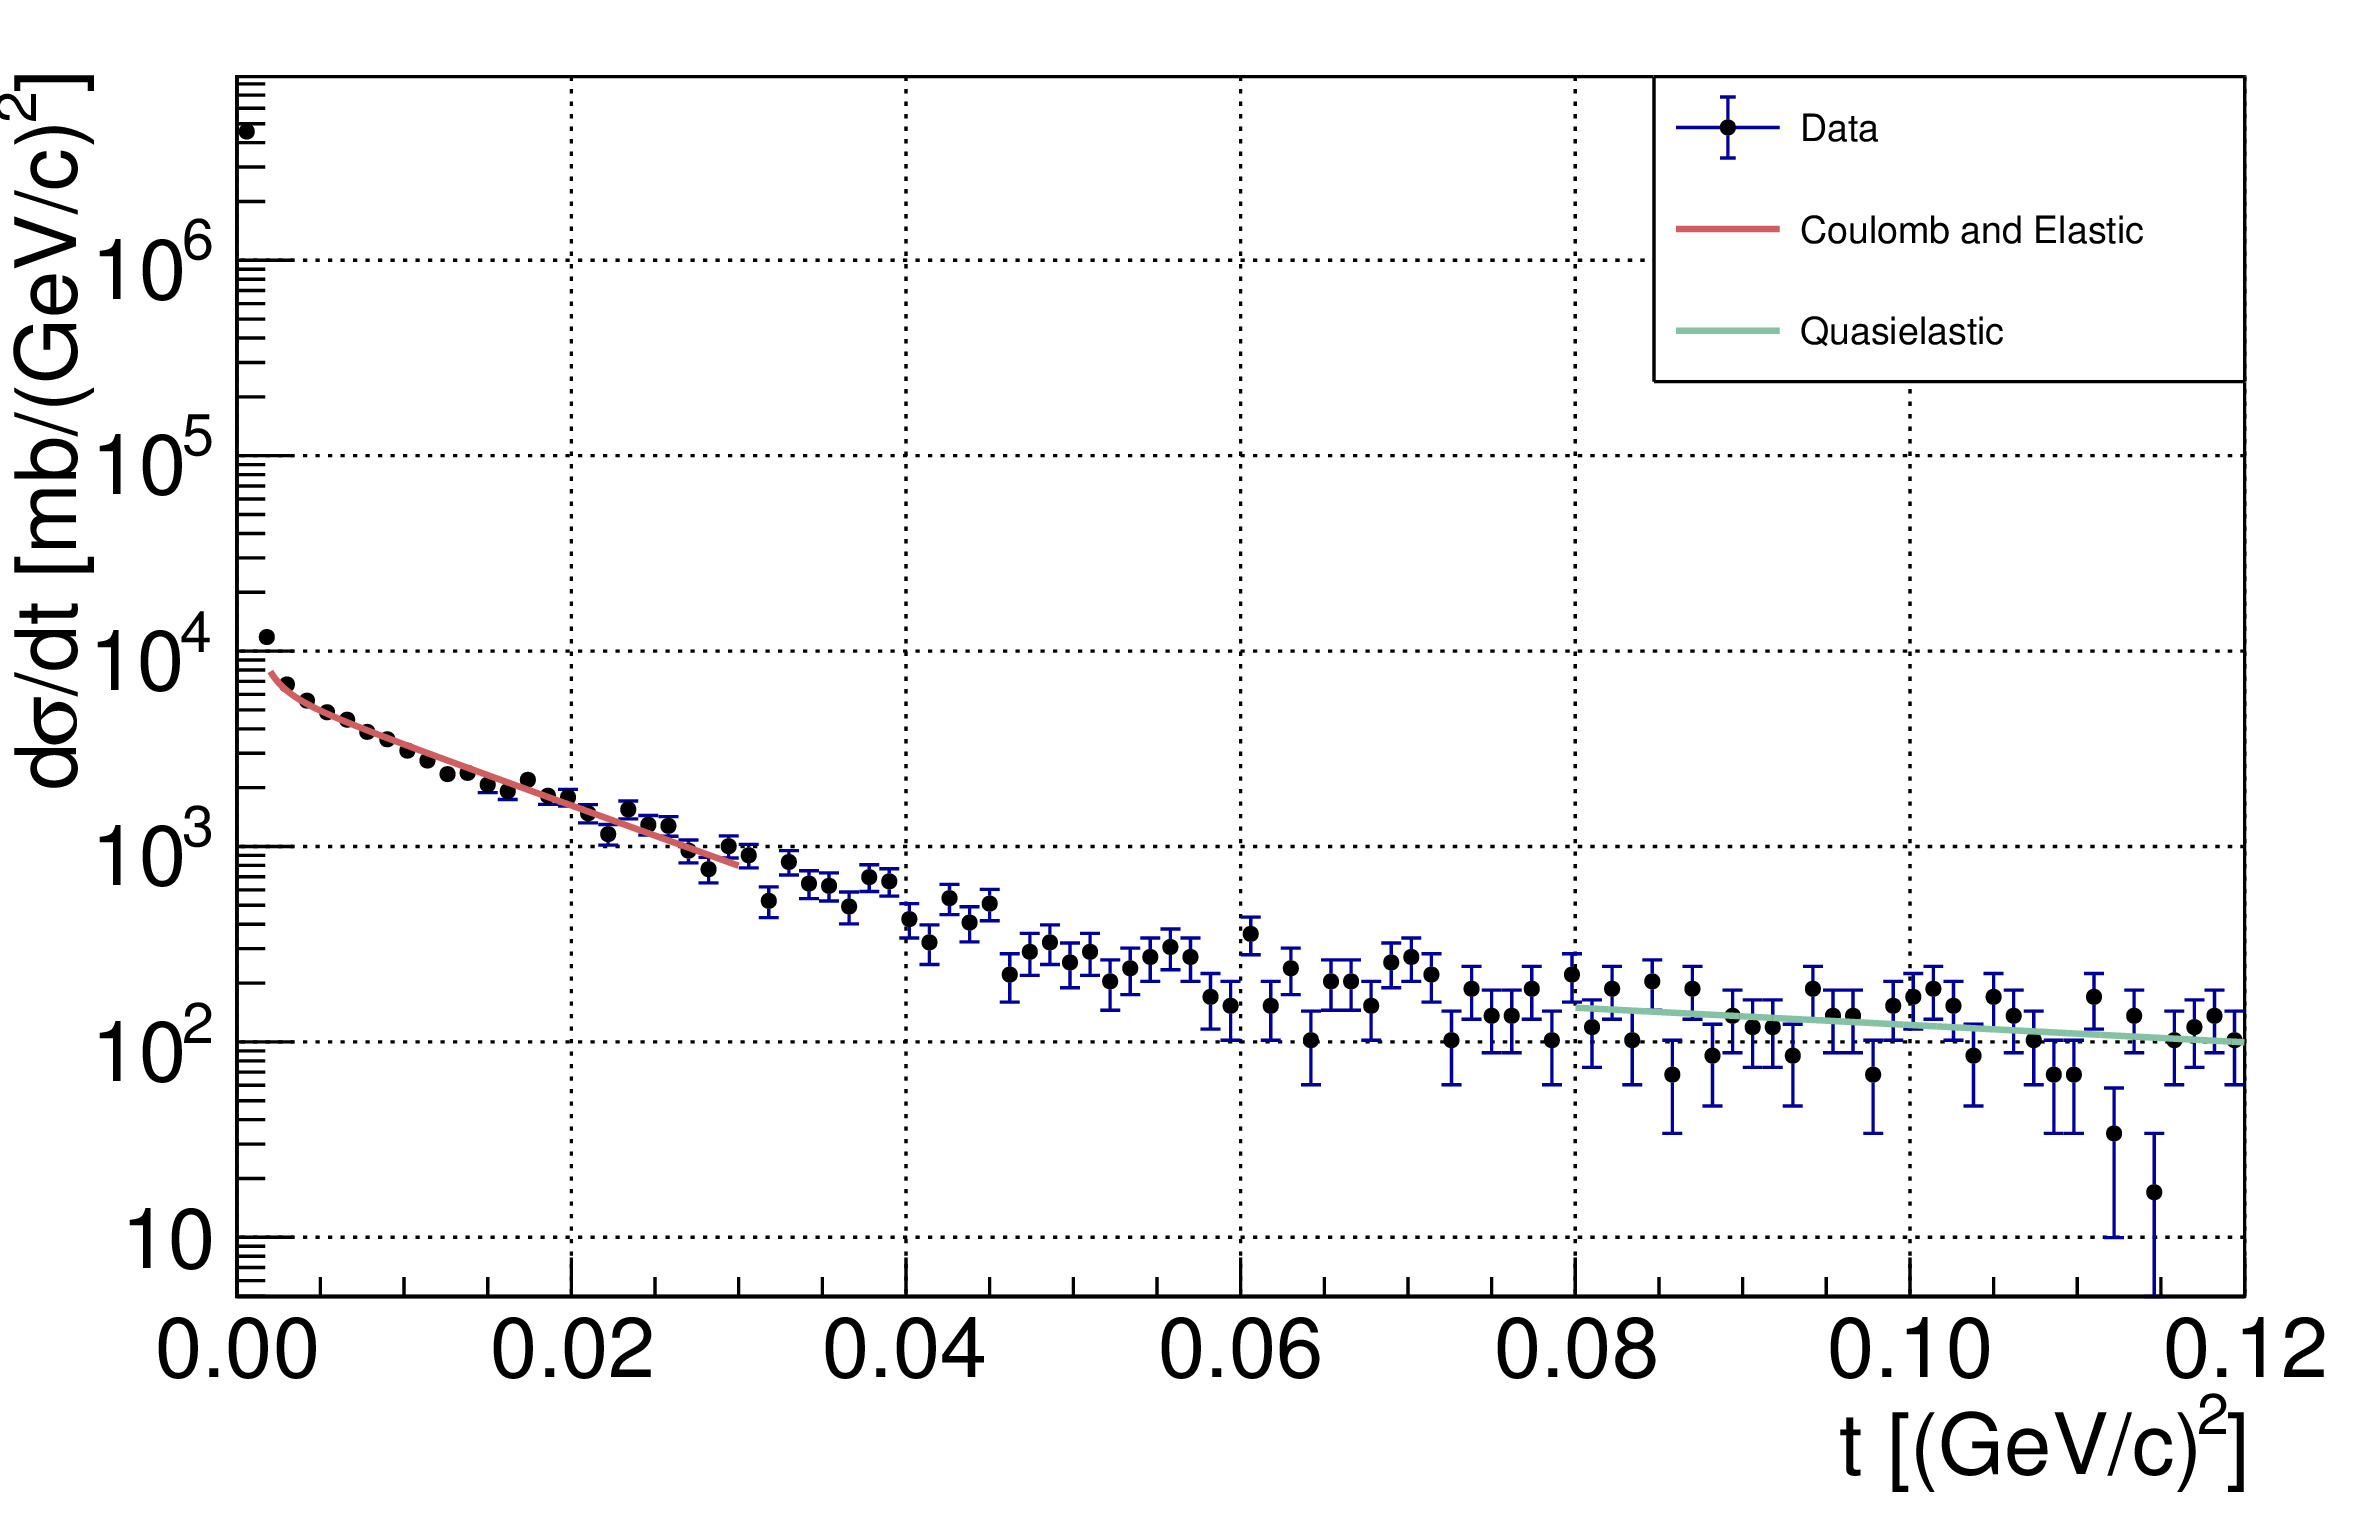 dσ/dt [mb/(GeV/c)²]
10⁶
10⁵
10⁴
10³
10²
10
Data
Coulomb and Elastic
Quasielastic
0.00 0.02 0.04 0.06 0.08 0.10 0.12
t [(GeV/c)²]